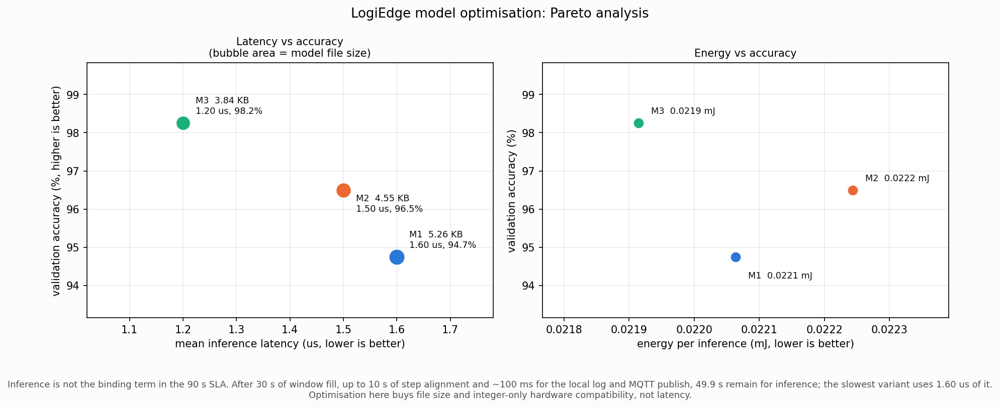 LogiEdge model optimisation: Pareto analysis
Latency vs accuracy
(bubble area = model file size)
validation accuracy (%, higher is better)
99
98
97
96
95
94
M3  3.84 KB
1.20 us, 98.2%
M2  4.55 KB
1.50 us, 96.5%
M1  5.26 KB
1.60 us, 94.7%
1.1 1.2 1.3 1.4 1.5 1.6 1.7
mean inference latency (us, lower is better)
Energy vs accuracy
validation accuracy (%)
99
98
97
96
95
94
M3  0.0219 mJ
M2  0.0222 mJ
M1  0.0221 mJ
0.0218 0.0219 0.0220 0.0221 0.0222 0.0223
energy per inference (mJ, lower is better)
Inference is not the binding term in the 90 s SLA. After 30 s of window fill, up to 10 s of step alignment and ~100 ms for the local log and MQTT publish, 49.9 s remain for inference; the slowest variant uses 1.60 us of it.
Optimisation here buys file size and integer-only hardware compatibility, not latency.